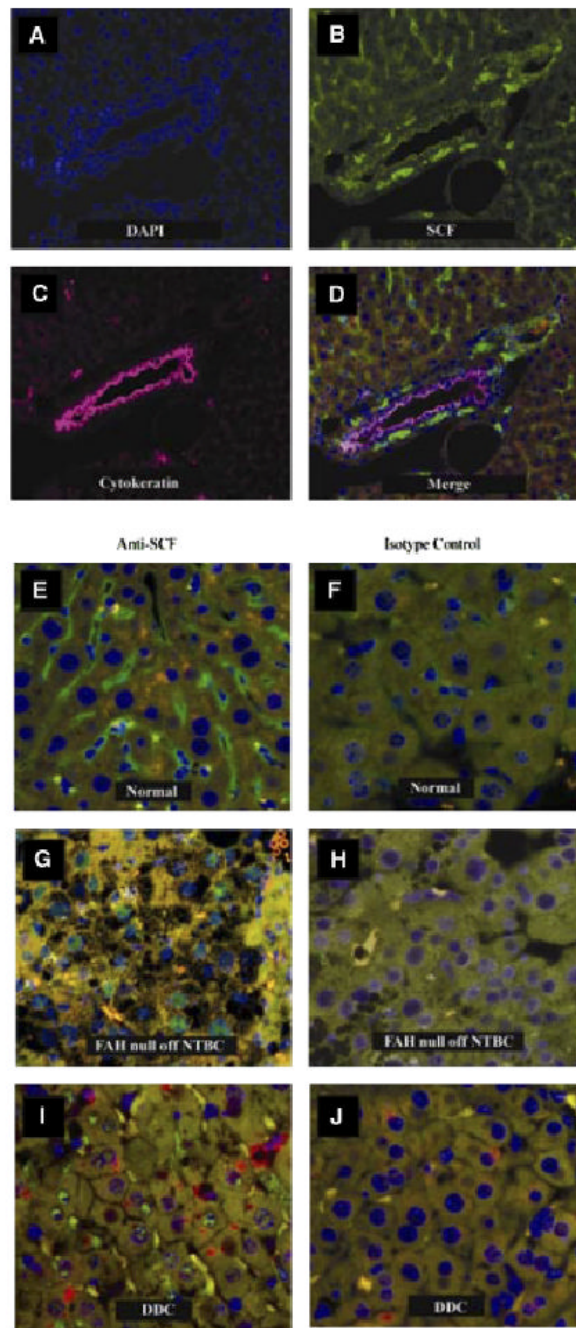 A
B
DAPI
SCF
C
D
Cytokeratin
Merge
Anti-SCF
Isotype Control
E
F
Normal
Normal
G
H
FAH null off NTBC
FAH null off NTBC
I
J
DDC
DDC